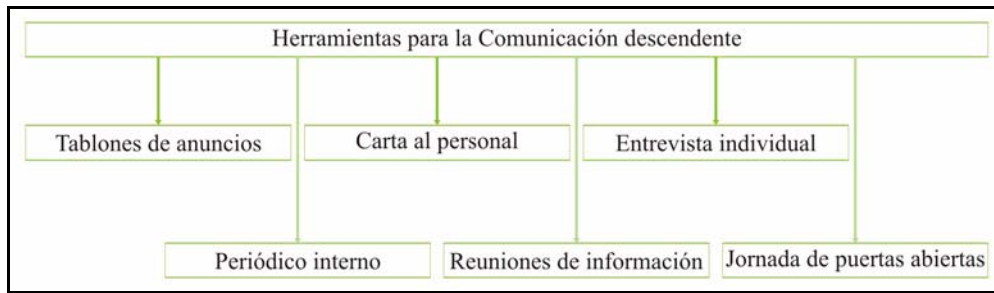 Herramientas para la Comunicación descendente
Tablones de anuncios
Carta al personal
Entrevista individual
Periódico interno
Reuniones de información
Jornada de puertas abiertas